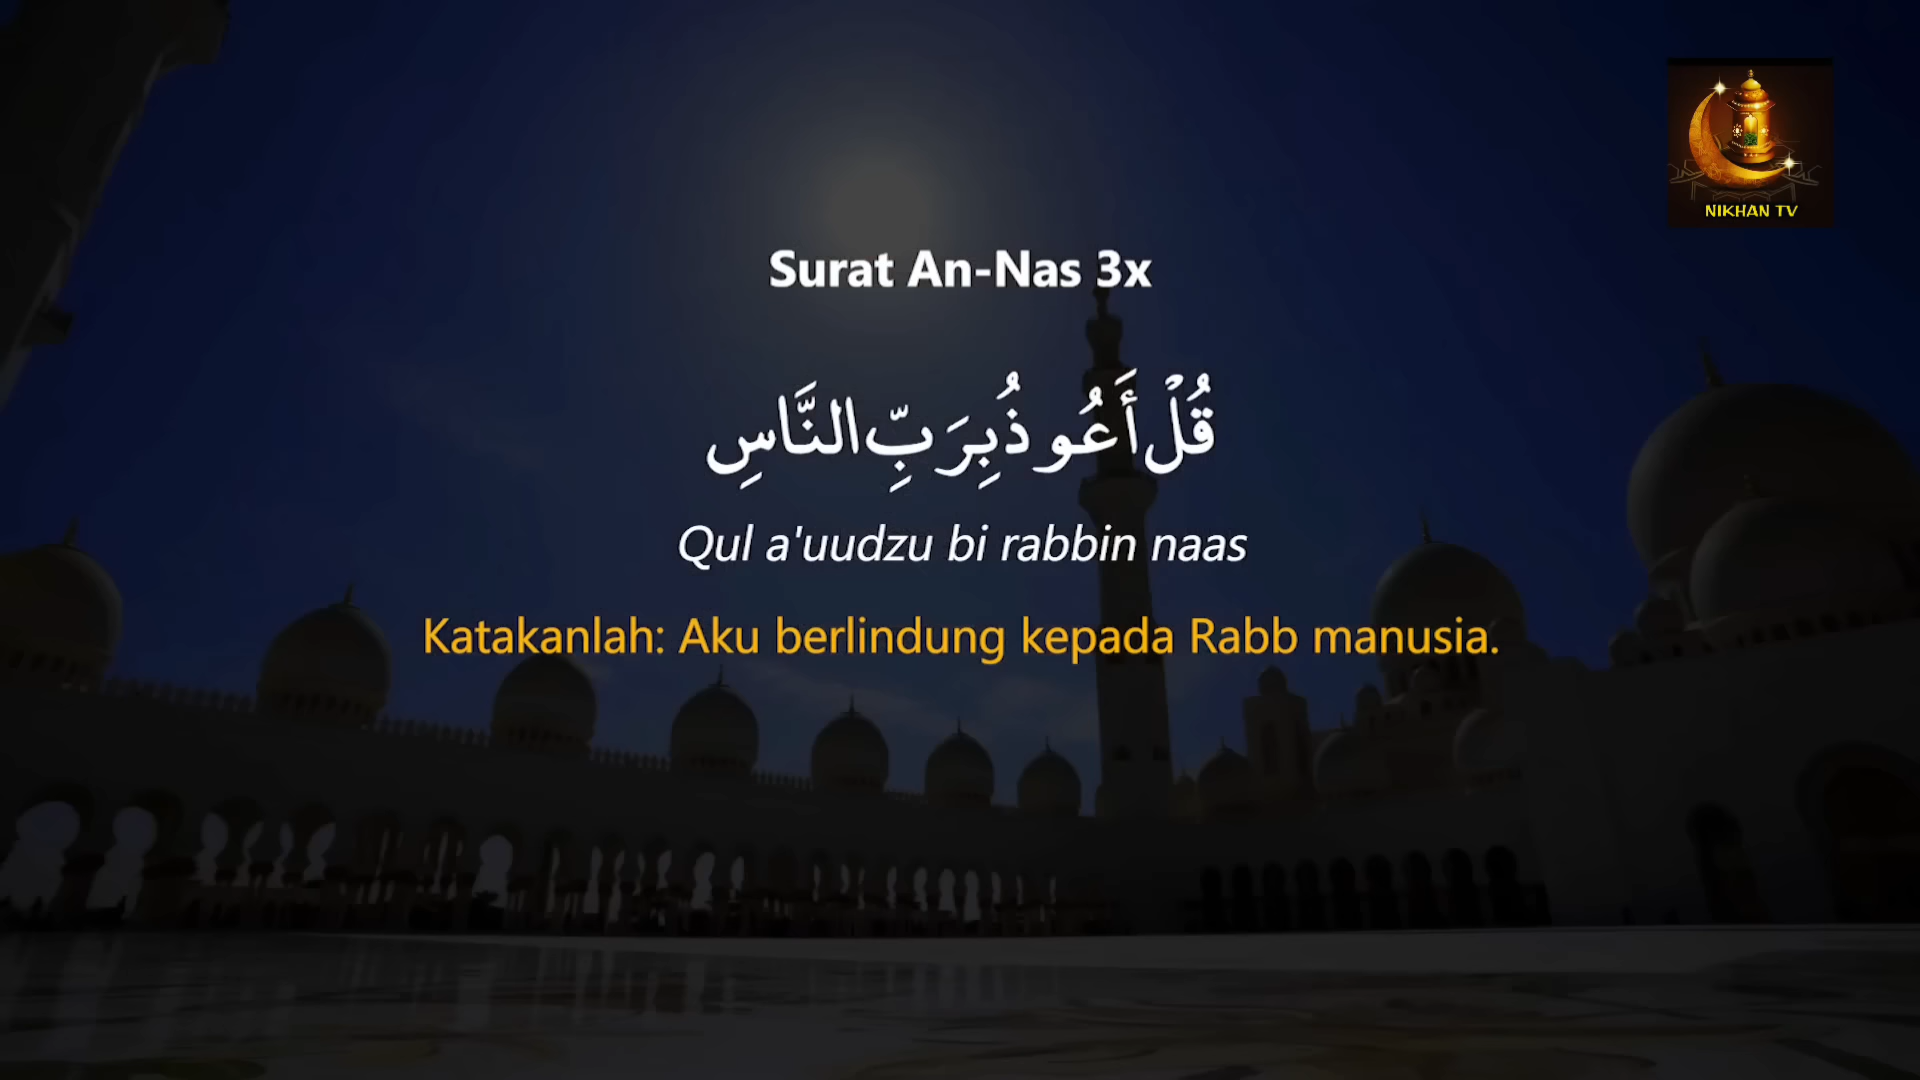 NIKHAN TV
Surat An-Nas 3x
قُلْ أَعُوذُ بِرَبِّ النَّاسِ
Qul a'uudzu bi rabbin naas
Katakanlah: Aku berlindung kepada Rabb manusia.